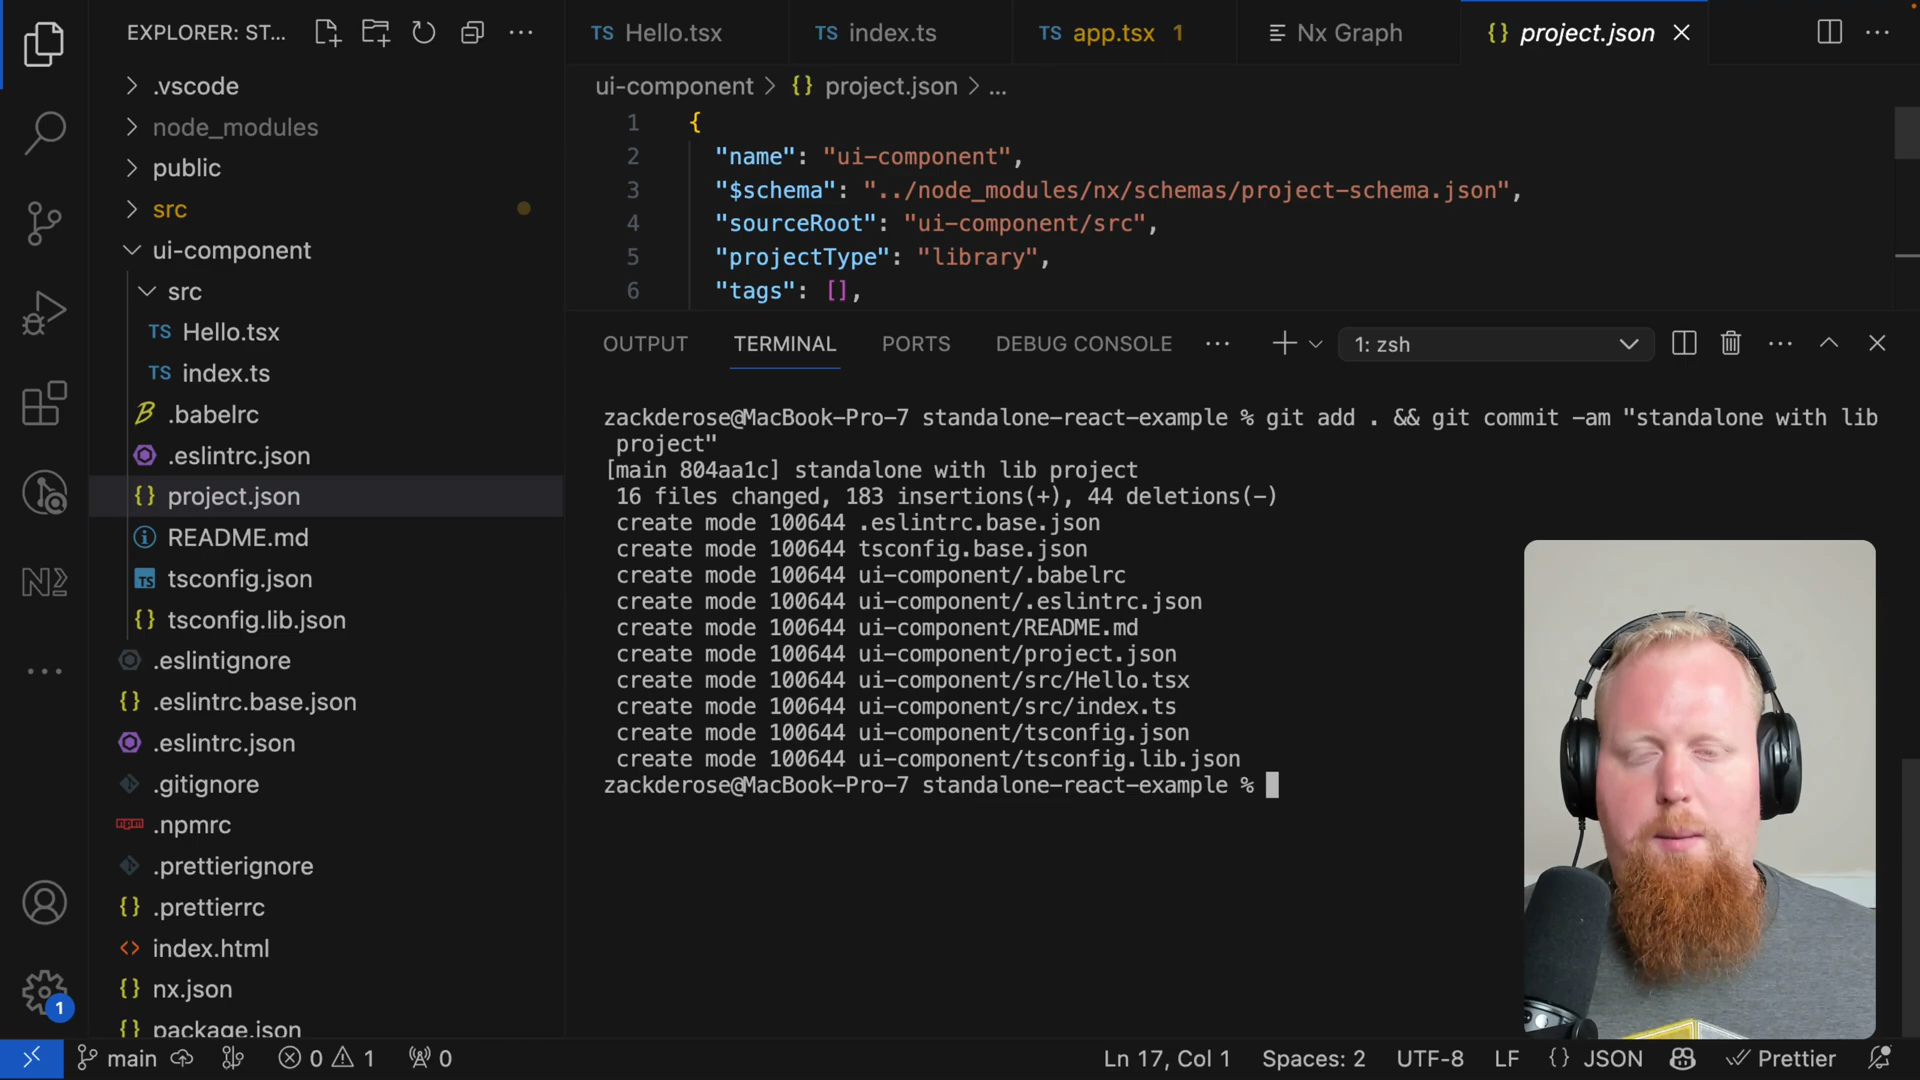 EXPLORER: ST...
.vscode
node_modules
public
src
ui-component
src
TS Hello.tsx
TS index.ts
.babelrc
.eslintrc.json
{} project.json
README.md
TS tsconfig.json
{} tsconfig.lib.json
.eslintignore
{} .eslintrc.base.json
.eslintrc.json
.gitignore
npm .npmrc
.prettierignore
{} .prettierrc
<> index.html
{} nx.json
{} package.json
1
TS Hello.tsx
TS index.ts
TS app.tsx 1
Nx Graph
{} project.json
ui-component > {} project.json > ...
1 {
2 "name": "ui-component",
3 "$schema": "../node_modules/nx/schemas/project-schema.json",
4 "sourceRoot": "ui-component/src",
5 "projectType": "library",
6 "tags": [],
OUTPUT TERMINAL PORTS DEBUG CONSOLE ... 1: zsh
zackderose@MacBook-Pro-7 standalone-react-example % git add . && git commit -am "standalone with lib
project"
[main 804aa1c] standalone with lib project
16 files changed, 183 insertions(+), 44 deletions(-)
create mode 100644 .eslintrc.base.json
create mode 100644 tsconfig.base.json
create mode 100644 ui-component/.babelrc
create mode 100644 ui-component/.eslintrc.json
create mode 100644 ui-component/README.md
create mode 100644 ui-component/project.json
create mode 100644 ui-component/src/Hello.tsx
create mode 100644 ui-component/src/index.ts
create mode 100644 ui-component/tsconfig.json
create mode 100644 ui-component/tsconfig.lib.json
zackderose@MacBook-Pro-7 standalone-react-example %
main 0 1 0 Ln 17, Col 1 Spaces: 2 UTF-8 LF {} JSON Prettier